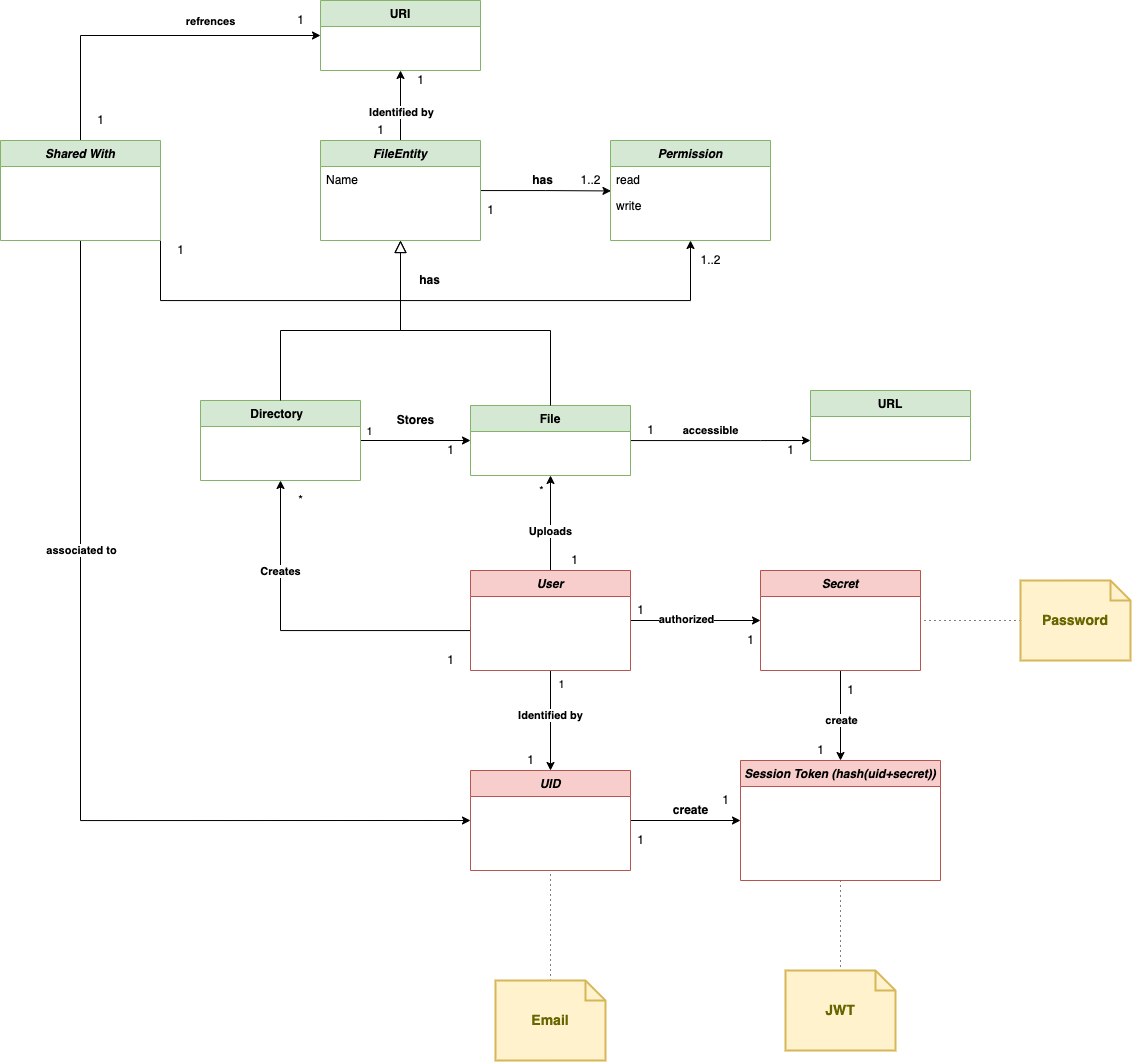 URI
refrences
1
1
Identified by
1
1
Shared With
FileEntity
Name
Permission
read
write
has
1..2
1
1
has
1..2
Directory
Stores
1
1
File
1
accessible
1
URL
*
*
Uploads
1
associated to
Creates
User
1
authorized
1
Secret
Password
1
1
Identified by
1
1
create
1
UID
create
1
1
Session Token (hash(uid+secret))
Email
JWT